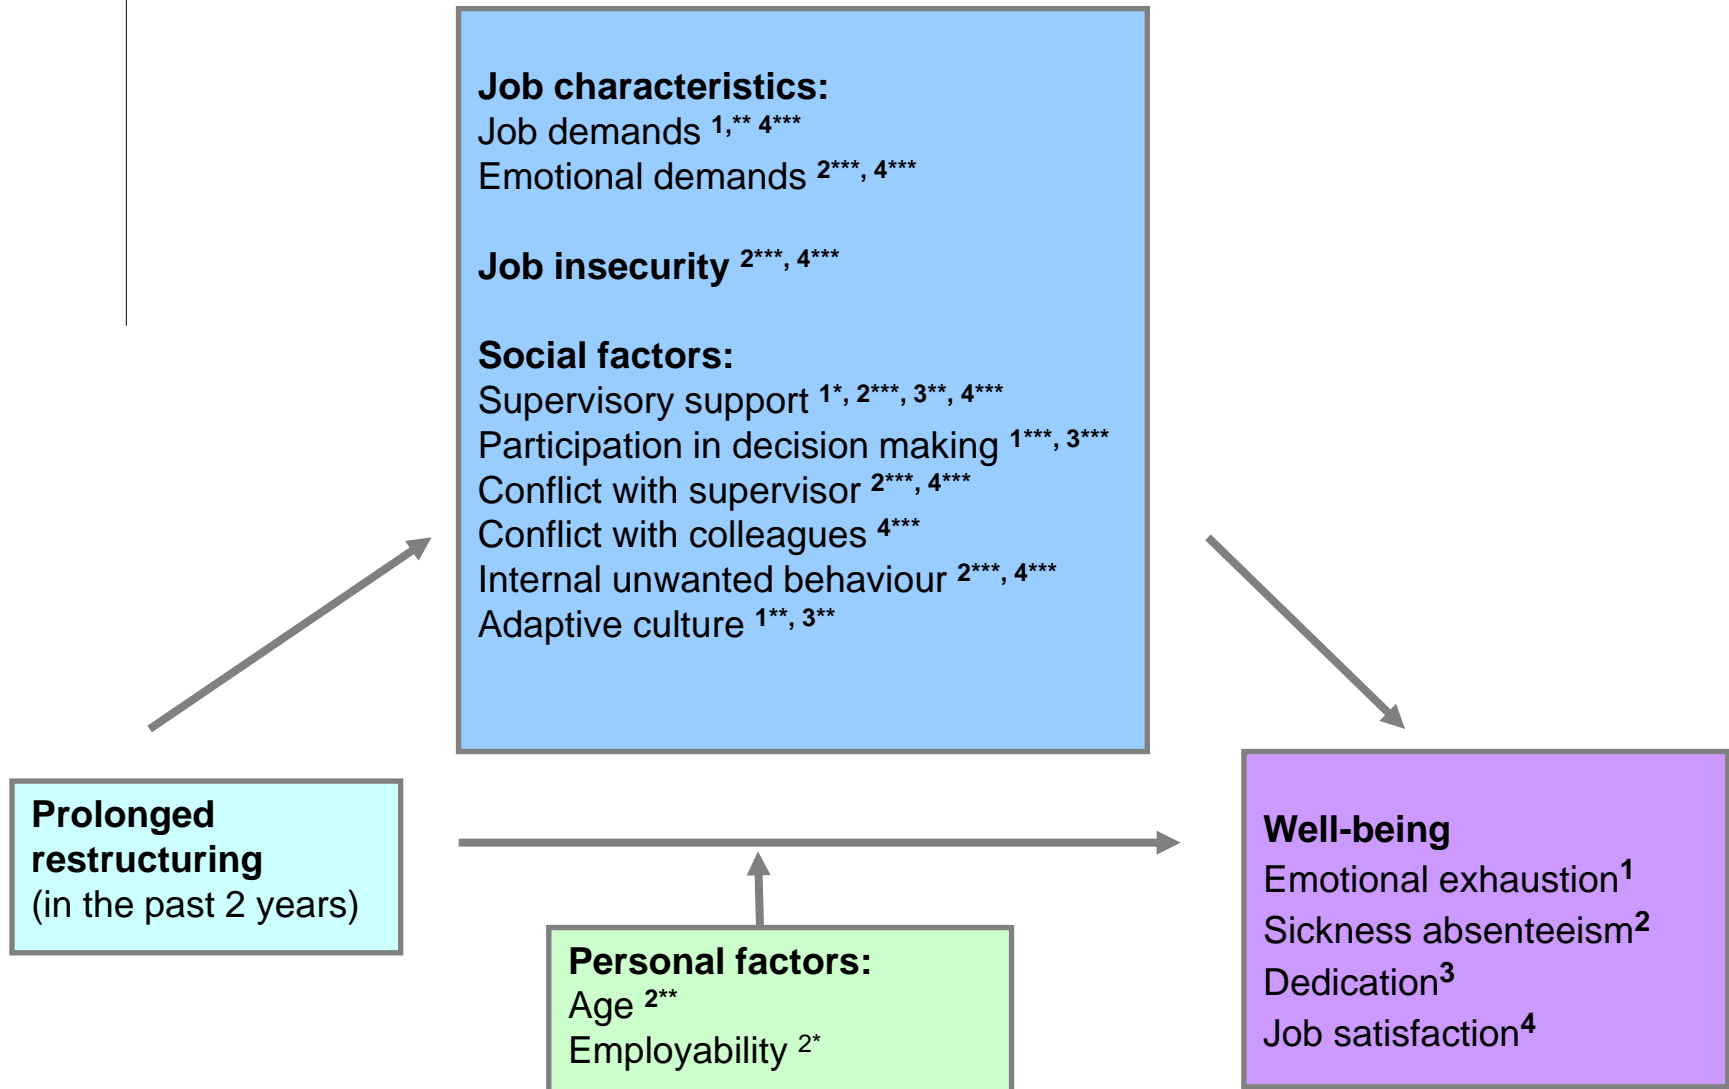 Job characteristics:
Job demands 1,** 4***
Emotional demands 2***, 4***
Job insecurity 2***, 4***
Social factors:
Supervisory support 1*, 2***, 3**, 4***
Participation in decision making 1***, 3***
Conflict with supervisor 2***, 4***
Conflict with colleagues 4***
Internal unwanted behaviour 2***, 4***
Adaptive culture 1**, 3**
Prolonged
restructuring
(in the past 2 years)
Personal factors:
Age 2**
Employability 2*
Well-being
Emotional exhaustion1
Sickness absenteeism2
Dedication3
Job satisfaction4